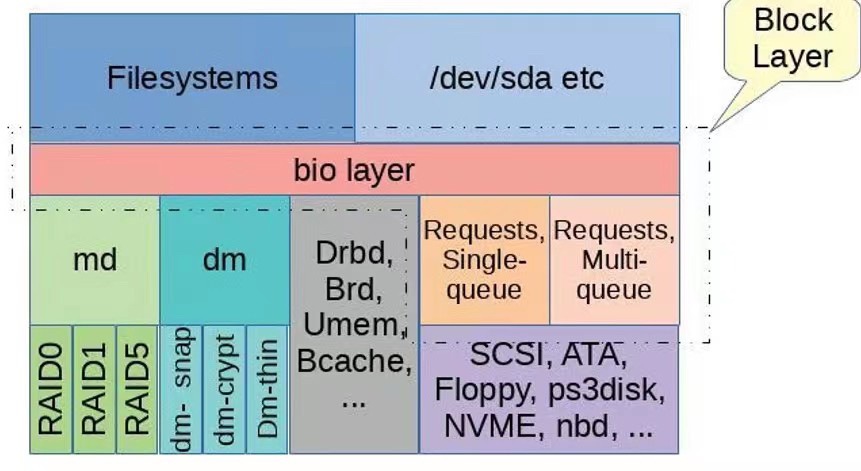 Block
Layer
Filesystems
/dev/sda etc
bio layer
md
dm
Drbd,
Brd,
Umem,
Bcache,
...
Requests,
Single-
queue
Requests,
Multi-
queue
RAID0
RAID1
RAID5
dm- snap
dm-crypt
Dm-thin
SCSI, ATA,
Floppy, ps3disk,
NVME, nbd, ...